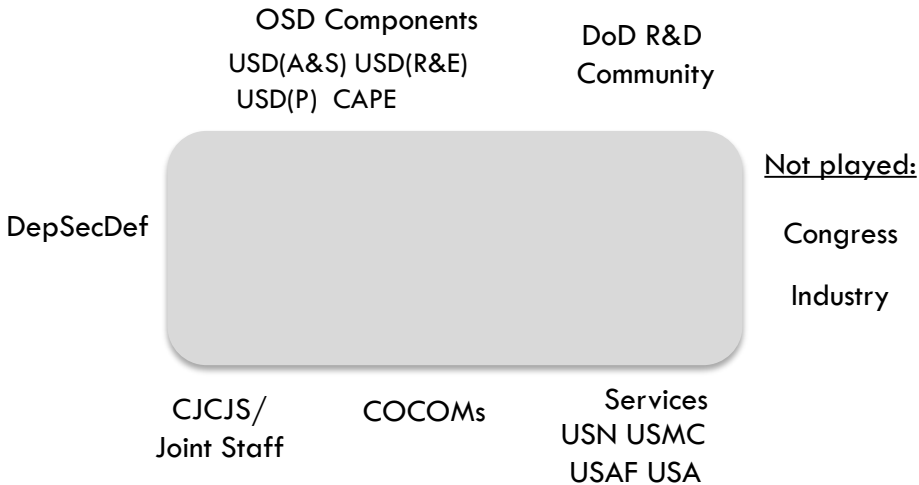 OSD Components
USD(A&S) USD(R&E)
USD(P) CAPE
DoD R&D
Community
Not played:
DepSecDef
Congress
Industry
CJCJS/
Joint Staff
COCOMs
Services
USN USMC
USAF USA